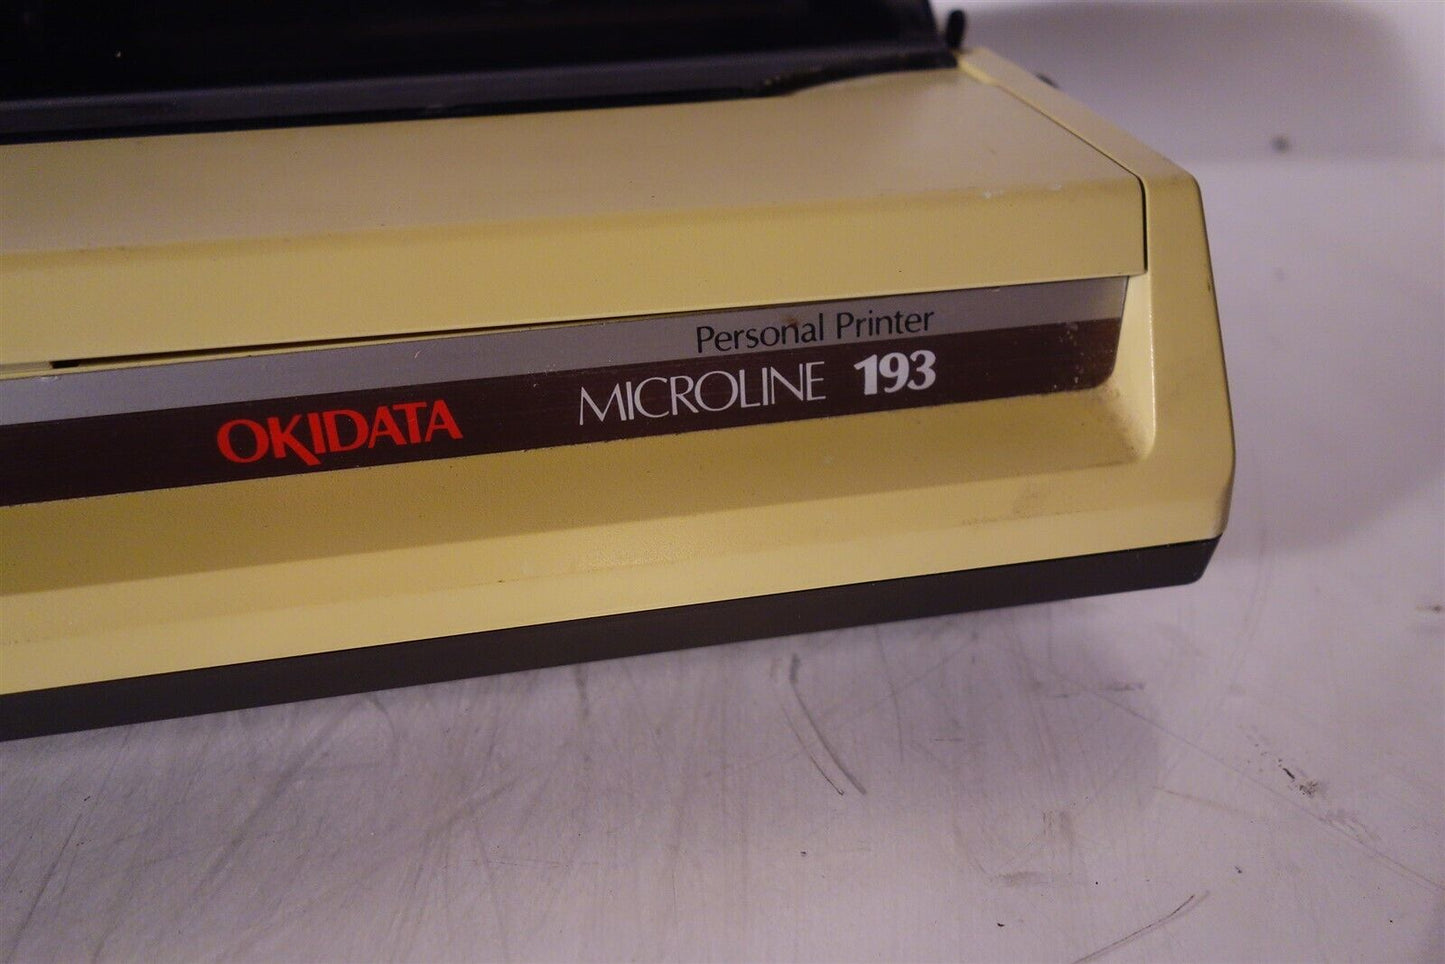 Personal Printer
OKIDATA MICROLINE 193